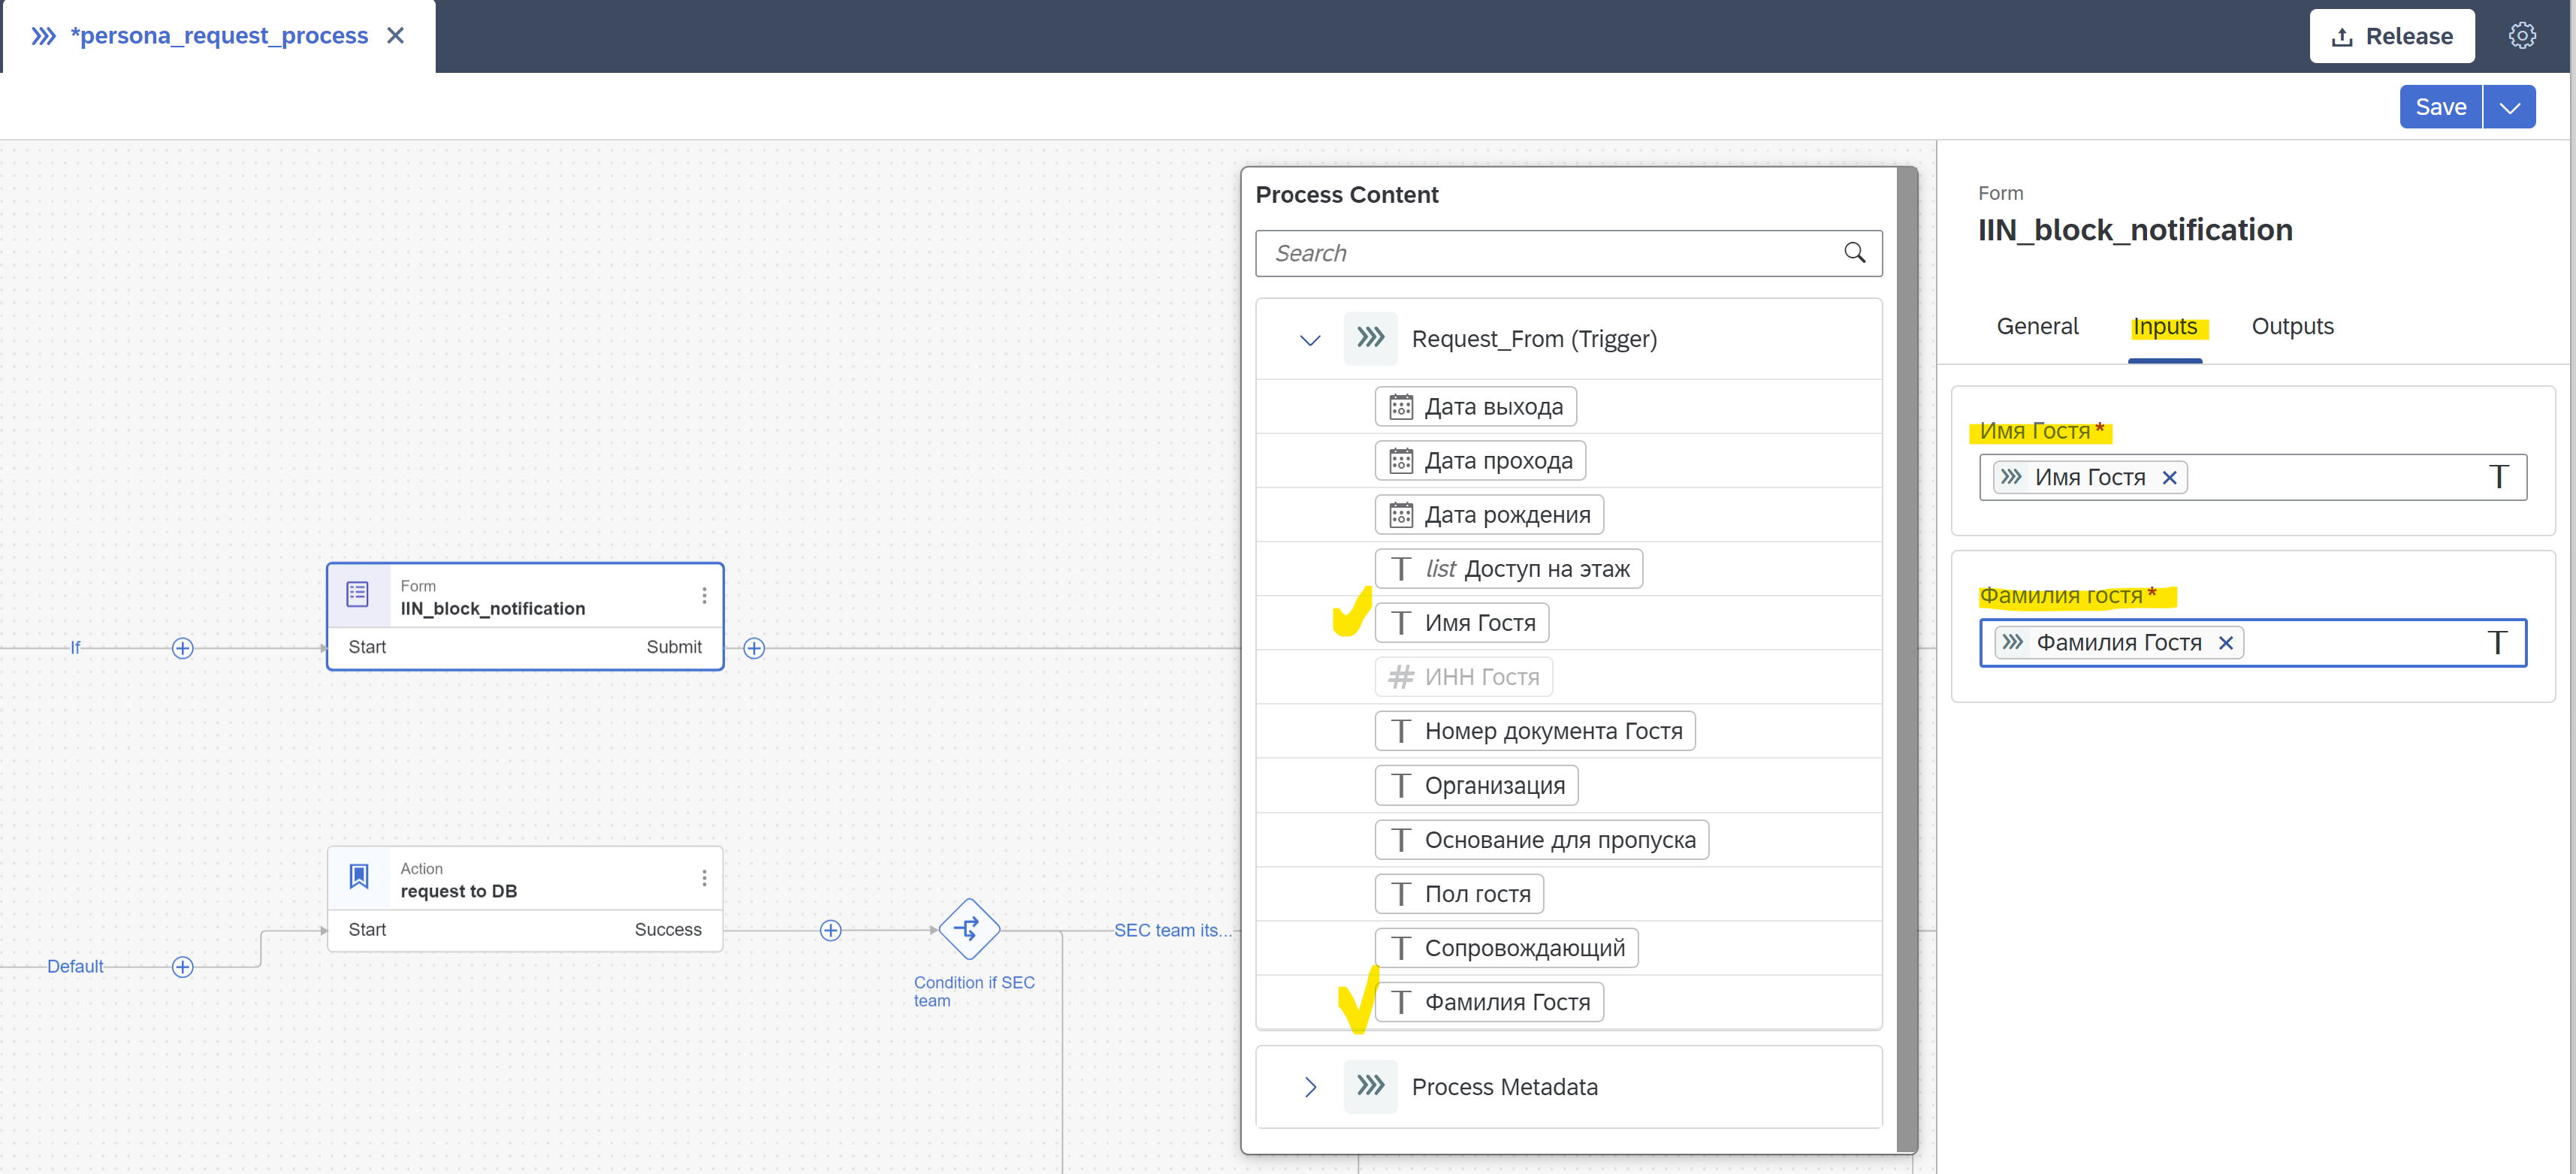 *persona_request_process
Release
Save
If
Form
IIN_block_notification
Start Submit
Default
Action
request to DB
Start Success
Condition if SEC
team
SEC team its...
Process Content
Search
Request_From (Trigger)
Дата выхода
Дата прохода
Дата рождения
list Доступ на этаж
Имя Гостя
ИНН Гостя
Номер документа Гостя
Организация
Основание для пропуска
Пол гостя
Сопровождающий
Фамилия Гостя
Process Metadata
Form
IIN_block_notification
General Inputs Outputs
Имя Гостя*
Имя Гостя
Фамилия гостя*
Фамилия Гостя